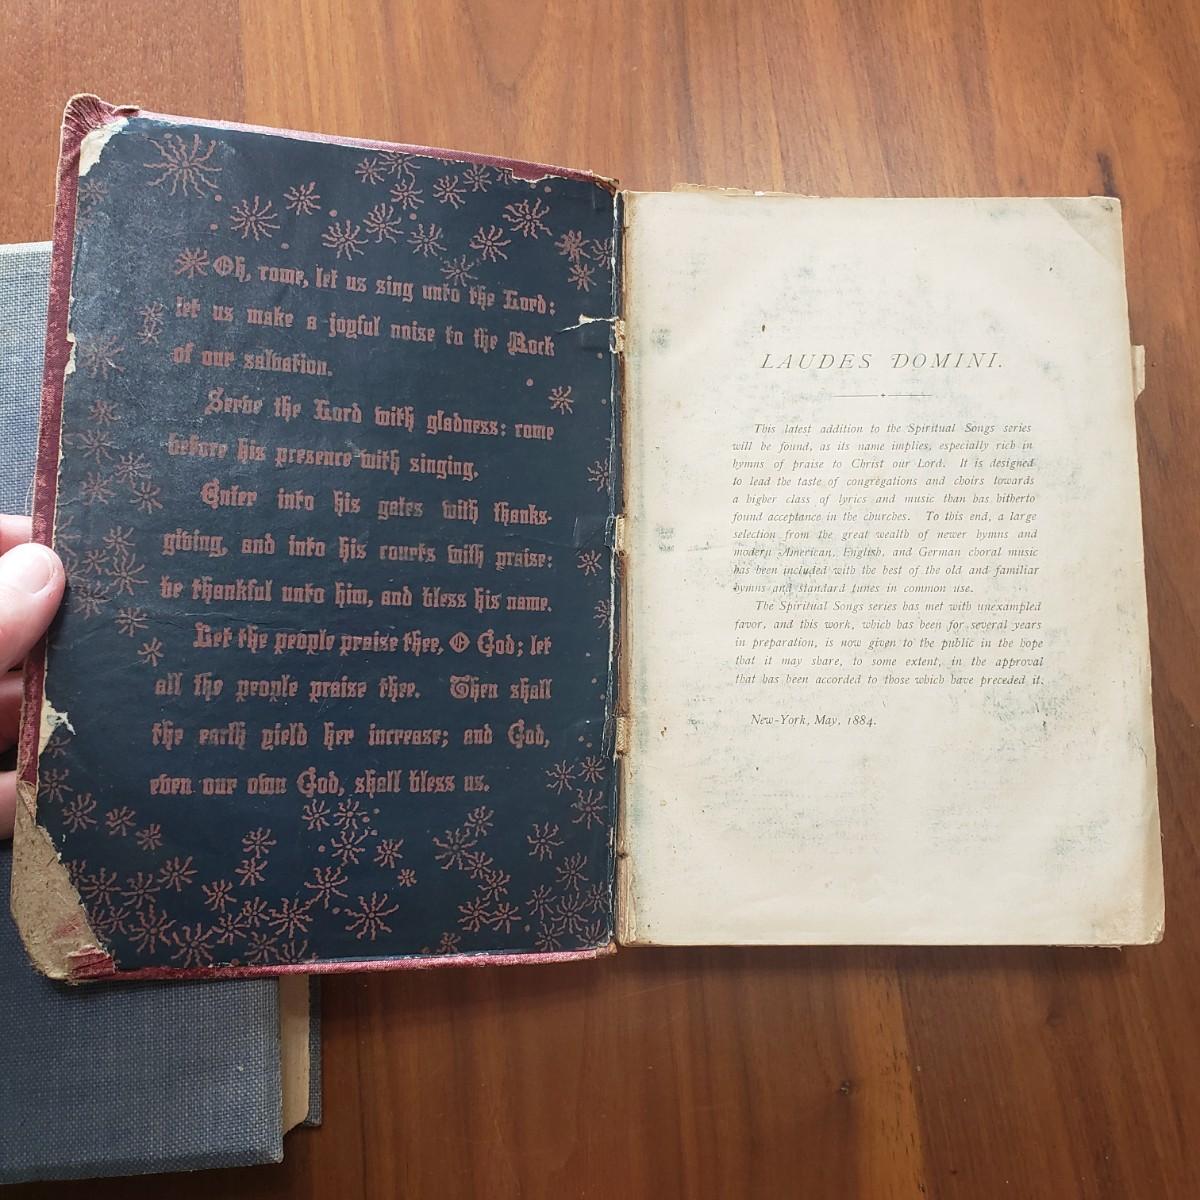 Oh, come, let us sing unto the Lord:
let us make a joyful noise to the Rock
of our salvation.
Serve the Lord with gladness: come
before his presence with singing.
Enter into his gates with thanks-
giving, and into his courts with praise:
be thankful unto him, and bless his name.
Let the people praise thee, O God; let
all the people praise thee. Then shall
the earth yield her increase; and God,
even our own God, shall bless us.
LAUDES DOMINI.
This latest addition to the Spiritual Songs series
will be found, as its name implies, especially rich in
hymns of praise to Christ our Lord. It is designed
to lead the taste of congregations and choirs towards
a higher class of lyrics and music than has hitherto
found acceptance in the churches. To this end, a large
selection from the great wealth of newer hymns and
modern American, English, and German choral music
has been included with the best of the old and familiar
hymns and standard tunes in common use.
The Spiritual Songs series has met with unexampled
favor, and this work, which has been for several years
in preparation, is now given to the public in the hope
that it may share, to some extent, in the approval
that has been accorded to those which have preceded it.
New-York, May, 1884.